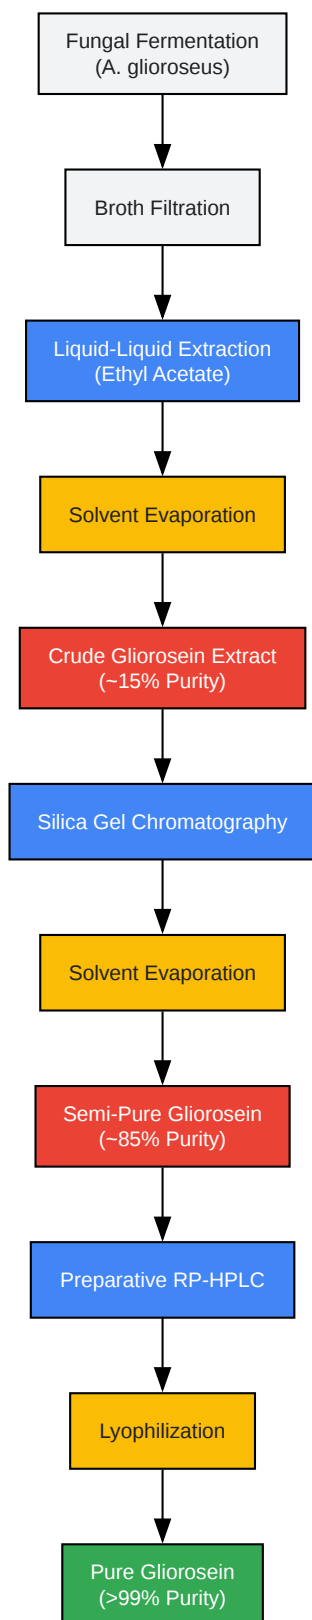 Fungal Fermentation
(A. glioroseus)
Broth Filtration
Liquid-Liquid Extraction
(Ethyl Acetate)
Solvent Evaporation
Crude Gliorosein Extract
(~15% Purity)
Silica Gel Chromatography
Solvent Evaporation
Semi-Pure Gliorosein
(~85% Purity)
Preparative RP-HPLC
Lyophilization
Pure Gliorosein
(>99% Purity)